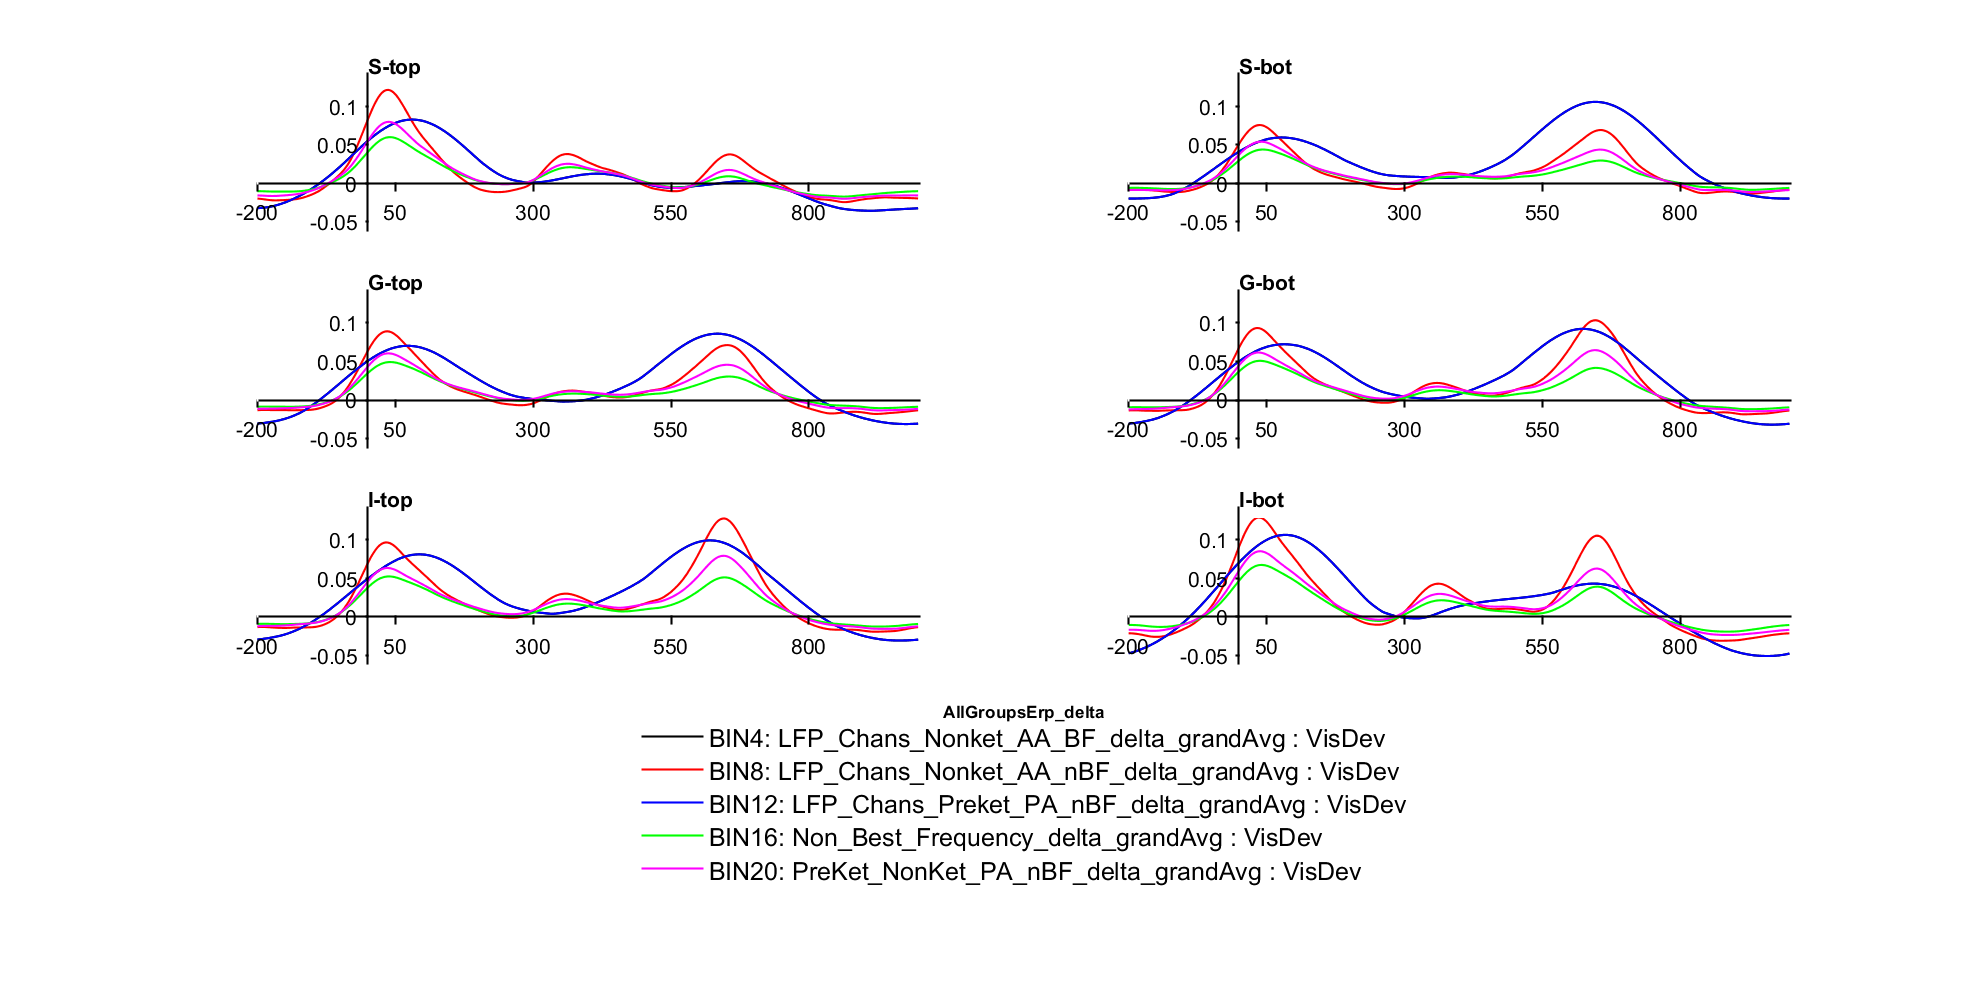 S-top
0.1
0.05
0
-0.05
-200 50 300 550 800
S-bot
0.1
0.05
0
-0.05
-200 50 300 550 800
G-top
0.1
0.05
0
-0.05
-200 50 300 550 800
G-bot
0.1
0.05
0
-0.05
-200 50 300 550 800
I-top
0.1
0.05
0
-0.05
-200 50 300 550 800
I-bot
0.1
0.05
0
-0.05
-200 50 300 550 800
AllGroupsErp_delta
BIN4: LFP_Chans_Nonket_AA_BF_delta_grandAvg : VisDev
BIN8: LFP_Chans_Nonket_AA_nBF_delta_grandAvg : VisDev
BIN12: LFP_Chans_Preket_PA_nBF_delta_grandAvg : VisDev
BIN16: Non_Best_Frequency_delta_grandAvg : VisDev
BIN20: PreKet_NonKet_PA_nBF_delta_grandAvg : VisDev